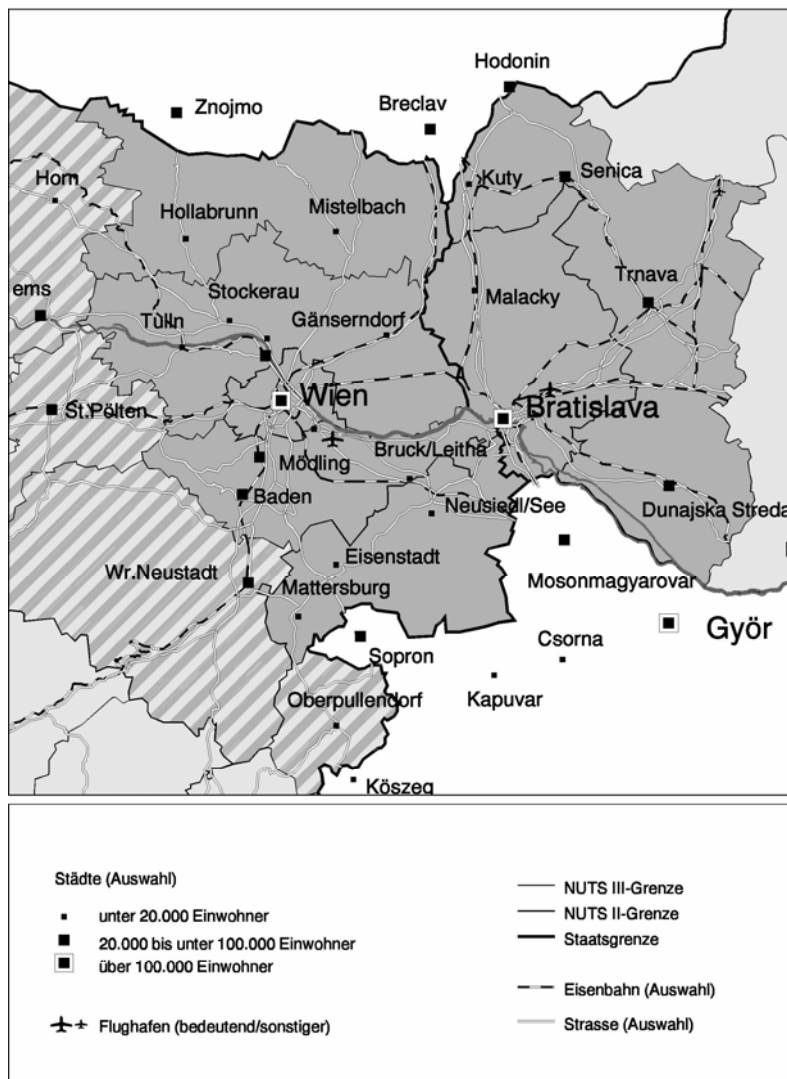 Hodonin
Znojmo
Breclav
Horn
Kuty
Senica
Hollabrunn
Mistelbach
ems
Stockerau
Malacky
Trnava
Tulln
Gänserndorf
Wien
St.Pölten
Bratislava
Mödling
Bruck/Leitha
Baden
Neusiedl/See
Dunajska Streda
Eisenstadt
Wr.Neustadt
Mattersburg
Mosonmagyarovar
Györ
Sopron
Csorna
Oberpullendorf
Kapuvar
Köszeg
Städte (Auswahl)
unter 20.000 Einwohner
20.000 bis unter 100.000 Einwohner
über 100.000 Einwohner
Flughafen (bedeutend/sonstiger)
NUTS III-Grenze
NUTS II-Grenze
Staatsgrenze
Eisenbahn (Auswahl)
Strasse (Auswahl)